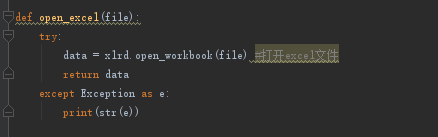 def open_excel(file):
    try:
        data = xlrd.open_workbook(file) #打开excel文件
        return data
    except Exception as e:
        print(str(e))